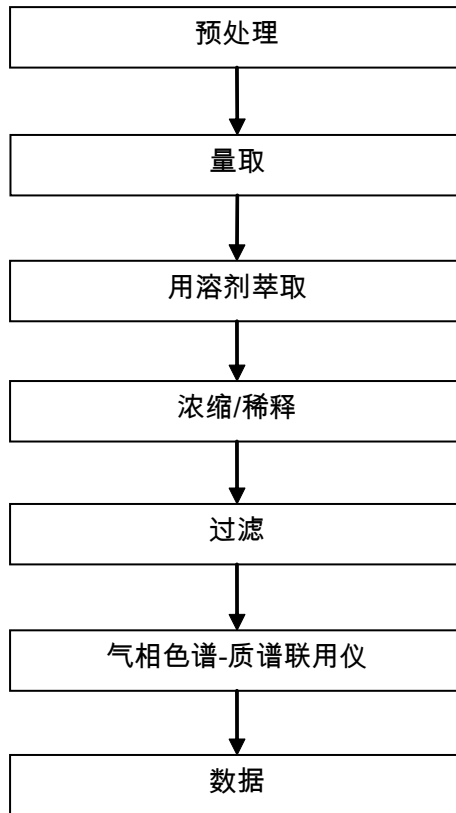 预处理
量取
用溶剂萃取
浓缩/稀释
过滤
气相色谱-质谱联用仪
数据